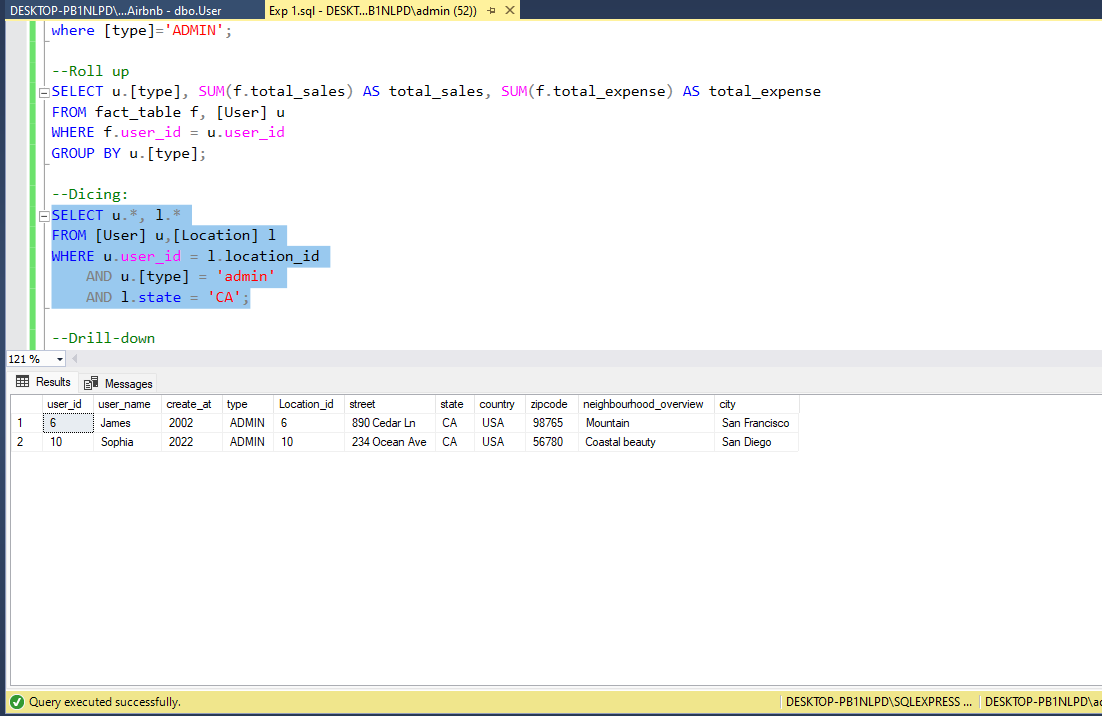 DESKTOP-PB1NLPD\...Airbnb - dbo.User
Exp 1.sql - DESKT...B1NLPD\admin (52))
where [type]='ADMIN';
--Roll up
SELECT u.[type], SUM(f.total_sales) AS total_sales, SUM(f.total_expense) AS total_expense
FROM fact_table f, [User] u
WHERE f.user_id = u.user_id
GROUP BY u.[type];
--Dicing:
SELECT u.*, l.*
FROM [User] u,[Location] l
WHERE u.user_id = l.location_id
AND u.[type] = 'admin'
AND l.state = 'CA';
--Drill-down
121 %
Results Messages
user_id user_name create_at type Location_id street state country zipcode neighbourhood_overview city
1 6 James 2002 ADMIN 6 890 Cedar Ln CA USA 98765 Mountain San Francisco
2 10 Sophia 2022 ADMIN 10 234 Ocean Ave CA USA 56780 Coastal beauty San Diego
Query executed successfully. DESKTOP-PB1NLPD\SQLEXPRESS ... DESKTOP-PB1NLPD\ac